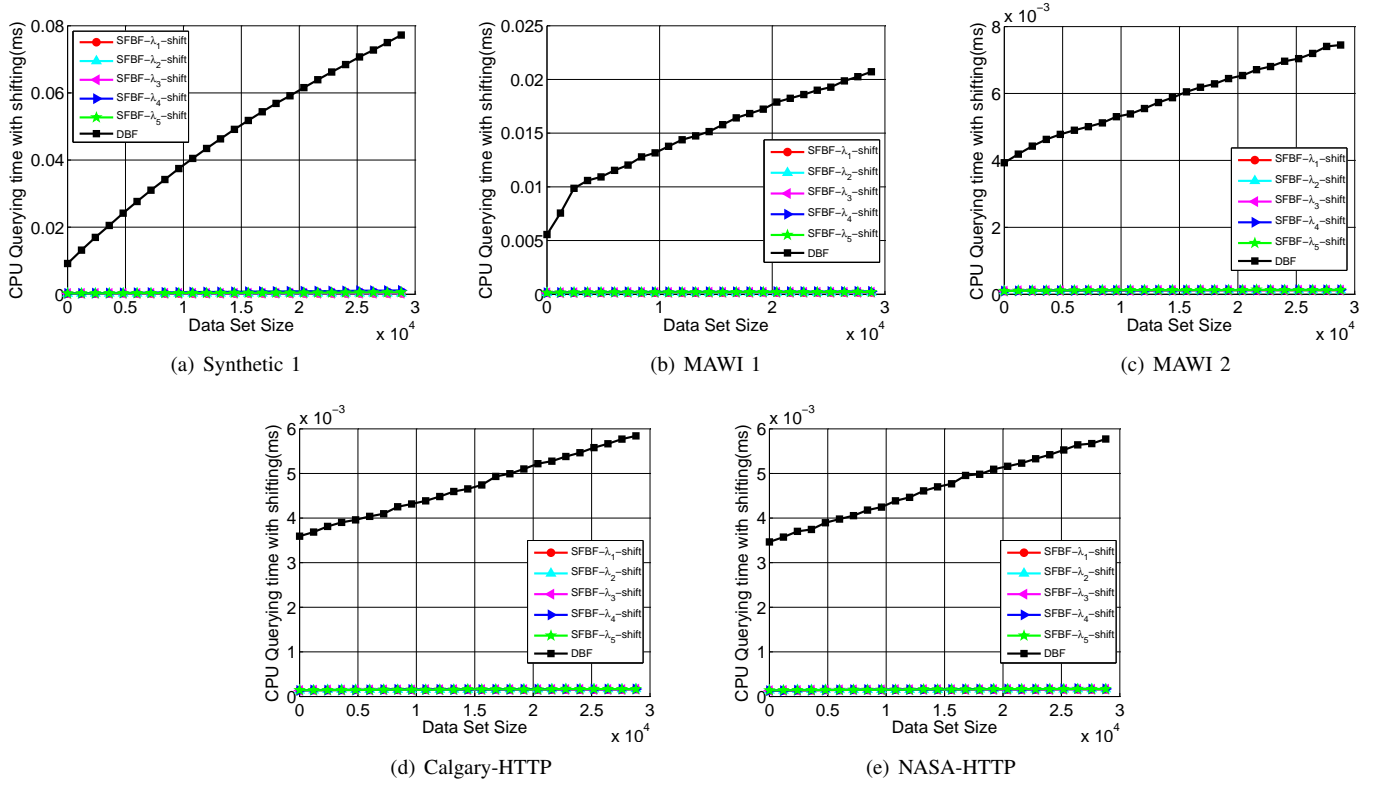 CPU Querying time with shifting(ms)
0.08
0.06
0.04
0.02
0
SFBF−λ1−shift
SFBF−λ2−shift
SFBF−λ3−shift
SFBF−λ4−shift
SFBF−λ5−shift
DBF
0 0.5 1 1.5 2 2.5 3
x 10^4
Data Set Size
(a) Synthetic 1
CPU Querying time with shifting(ms)
0.025
0.02
0.015
0.01
0.005
0
SFBF−λ1−shift
SFBF−λ2−shift
SFBF−λ3−shift
SFBF−λ4−shift
SFBF−λ5−shift
DBF
0 0.5 1 1.5 2 2.5 3
x 10^4
Data Set Size
(b) MAWI 1
CPU Querying time with shifting(ms)
x 10^−3
8
6
4
2
0
SFBF−λ1−shift
SFBF−λ2−shift
SFBF−λ3−shift
SFBF−λ4−shift
SFBF−λ5−shift
DBF
0 0.5 1 1.5 2 2.5 3
x 10^4
Data Set Size
(c) MAWI 2
CPU Querying time with shifting(ms)
x 10^−3
6
5
4
3
2
1
0
SFBF−λ1−shift
SFBF−λ2−shift
SFBF−λ3−shift
SFBF−λ4−shift
SFBF−λ5−shift
DBF
0 0.5 1 1.5 2 2.5 3
x 10^4
Data Set Size
(d) Calgary-HTTP
CPU Querying time with shifting(ms)
x 10^−3
6
5
4
3
2
1
0
SFBF−λ1−shift
SFBF−λ2−shift
SFBF−λ3−shift
SFBF−λ4−shift
SFBF−λ5−shift
DBF
0 0.5 1 1.5 2 2.5 3
x 10^4
Data Set Size
(e) NASA-HTTP